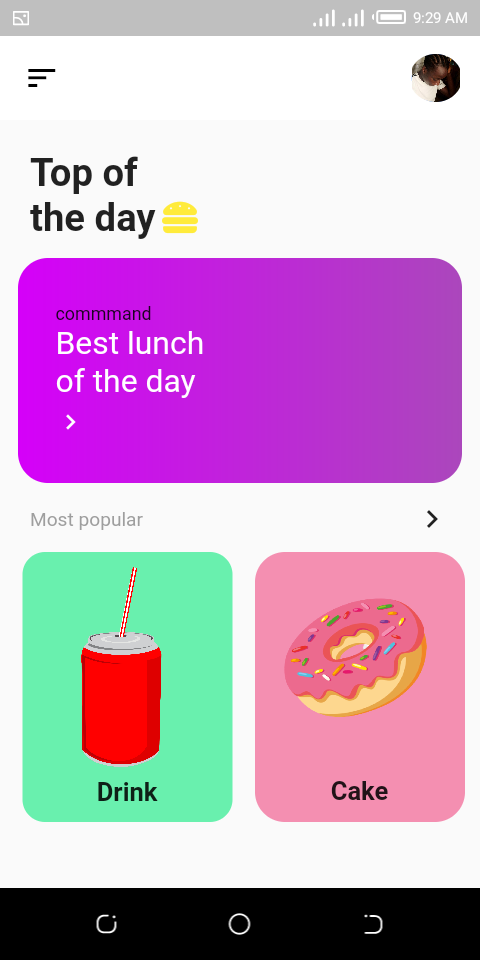 9:29 AM
Top of
the day
commmand
Best lunch
of the day
Most popular
Drink
Cake